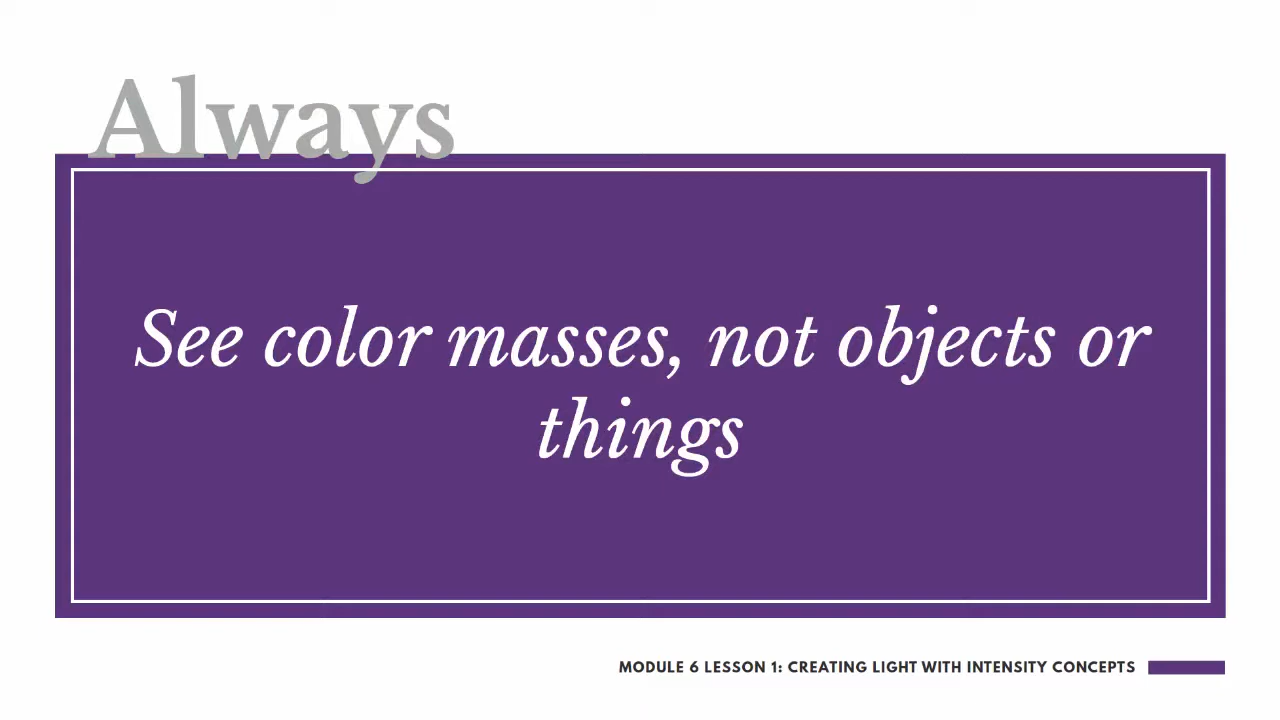 Always
See color masses, not objects or
things
MODULE 6 LESSON 1: CREATING LIGHT WITH INTENSITY CONCEPTS